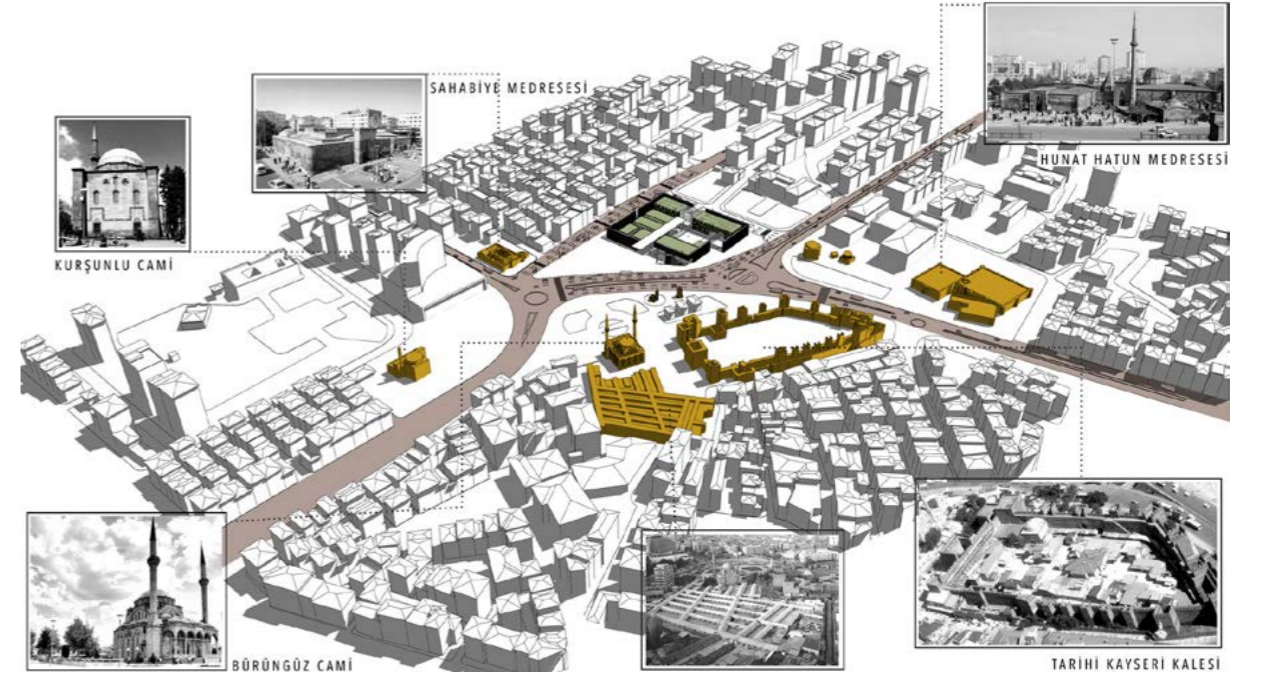 SAHABİYE MEDRESESİ
HUNAT HATUN MEDRESESİ
KURŞUNLU CAMİ
BÜRÜNGÜZ CAMİ
TARİHİ KAYSERİ KALESİ